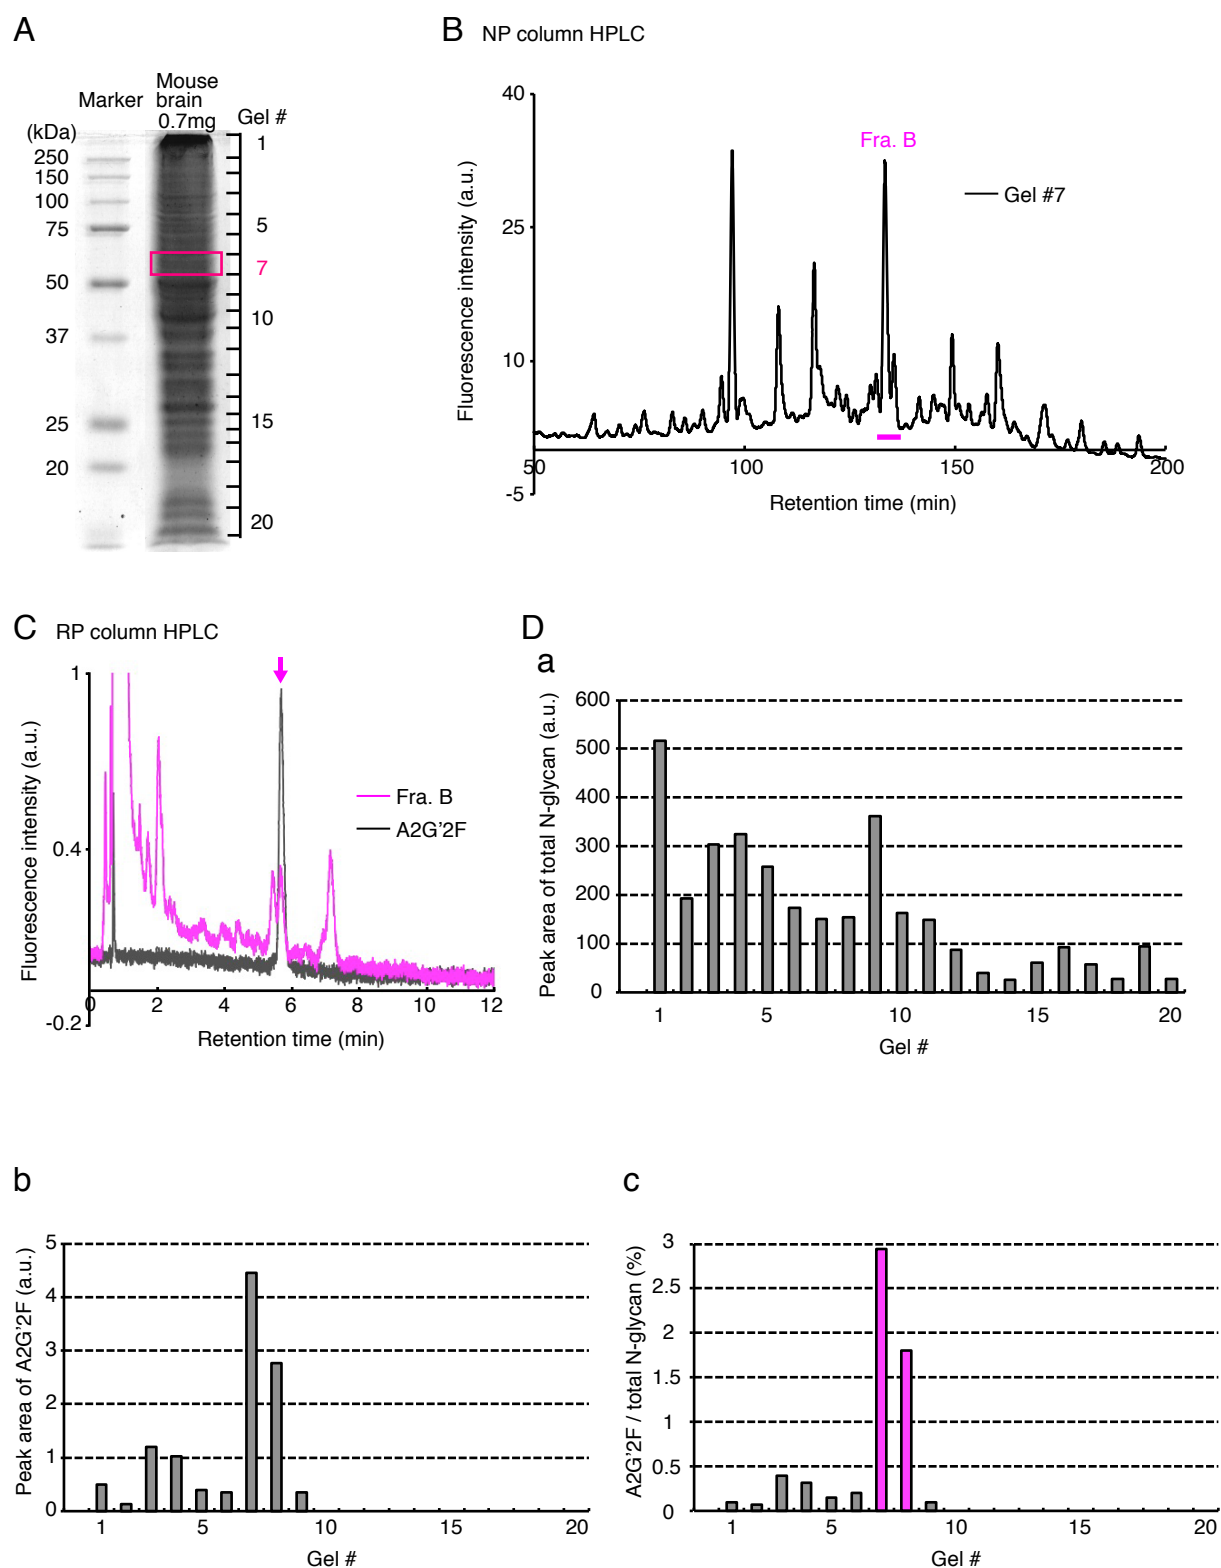 A
Marker
Mouse
brain
0.7mg
Gel #
(kDa)
250
150
100
75
50
37
25
20
1
5
7
10
15
20
B NP column HPLC
Fluorescence intensity (a.u.)
40
25
10
-5
Fra. B
Gel #7
50 100 150 200
Retention time (min)
C RP column HPLC
Fluorescence intensity (a.u.)
1
0.4
-0.2
Fra. B
A2G'2F
0 2 4 6 8 10 12
Retention time (min)
D
a
Peak area of total N-glycan (a.u.)
600
500
400
300
200
100
0
1 5 10 15 20
Gel #
b
Peak area of A2G'2F (a.u.)
5
4
3
2
1
0
1 5 10 15 20
Gel #
c
A2G'2F / total N-glycan (%)
3
2.5
2
1.5
1
0.5
0
1 5 10 15 20
Gel #